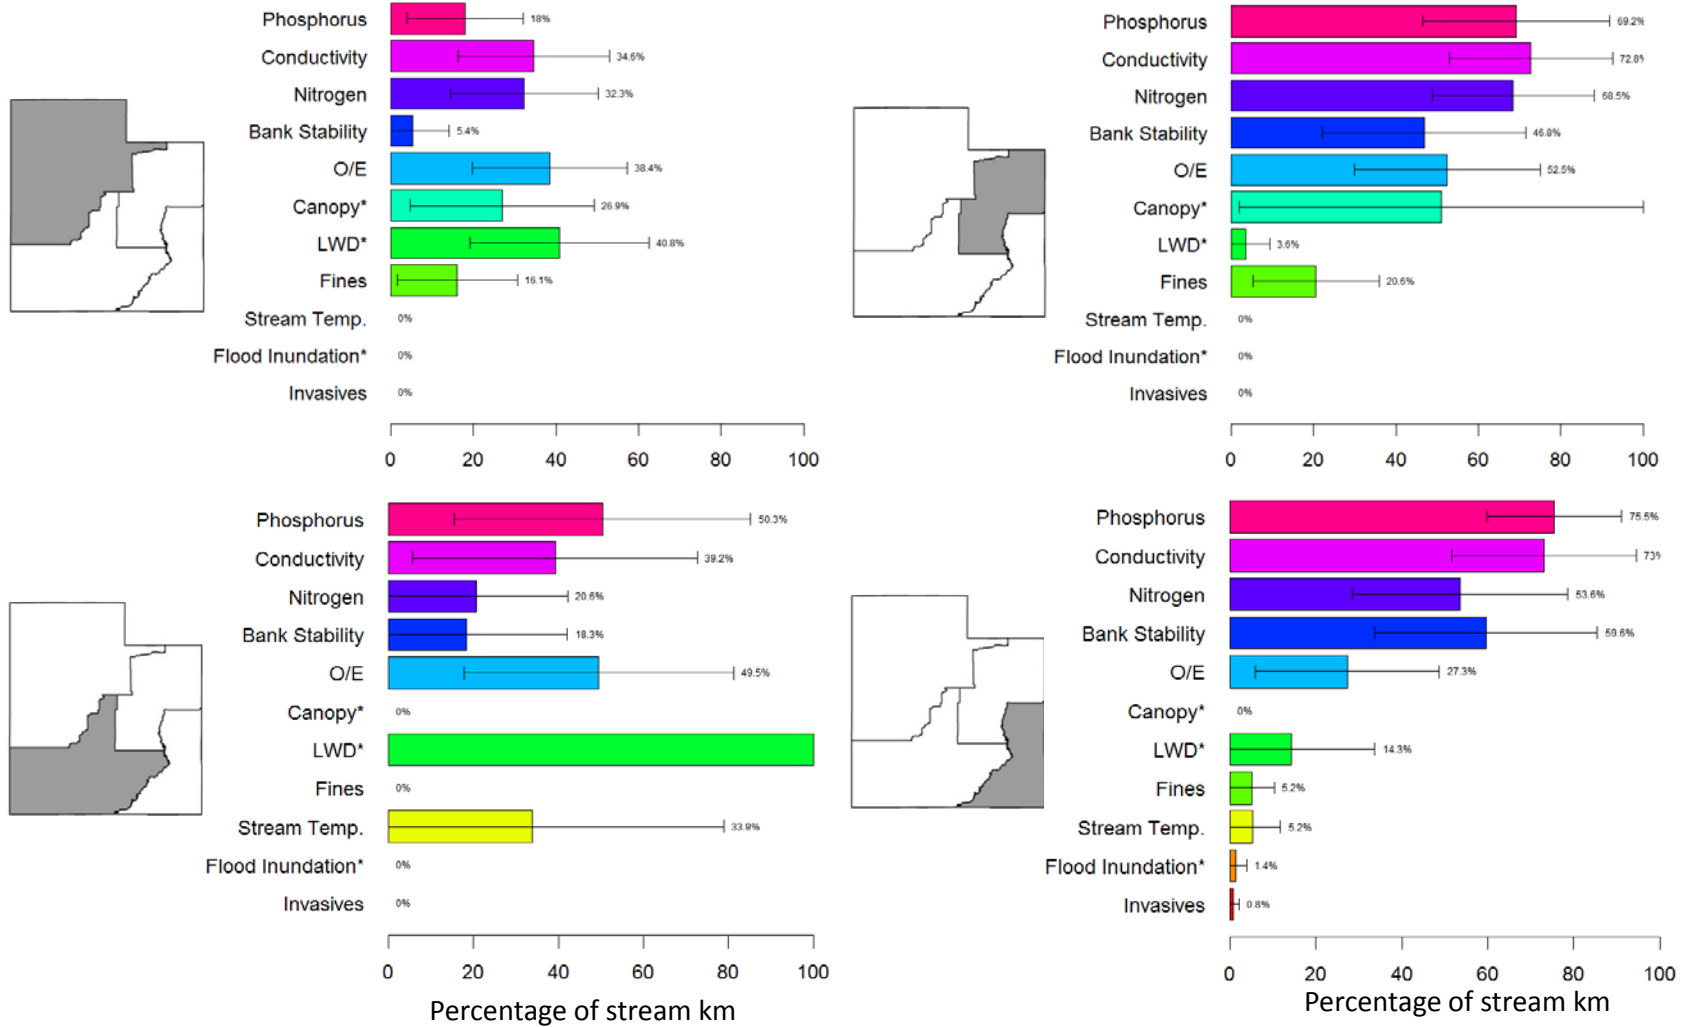 Phosphorus 18%
Conductivity 34.6%
Nitrogen 32.3%
Bank Stability 5.4%
O/E 38.4%
Canopy* 26.9%
LWD* 40.8%
Fines 16.1%
Stream Temp. 0%
Flood Inundation* 0%
Invasives 0%
0 20 40 60 80 100
Phosphorus 69.2%
Conductivity 72.8%
Nitrogen 68.5%
Bank Stability 46.8%
O/E 52.5%
Canopy*
LWD* 3.6%
Fines 20.6%
Stream Temp. 0%
Flood Inundation* 0%
Invasives 0%
0 20 40 60 80 100
Phosphorus 50.3%
Conductivity 39.2%
Nitrogen 20.6%
Bank Stability 18.3%
O/E 49.5%
Canopy* 0%
LWD*
Fines 0%
Stream Temp. 33.9%
Flood Inundation* 0%
Invasives 0%
0 20 40 60 80 100
Percentage of stream km
Phosphorus 75.5%
Conductivity 73%
Nitrogen 53.6%
Bank Stability 59.6%
O/E 27.3%
Canopy* 0%
LWD* 14.3%
Fines 5.2%
Stream Temp. 5.2%
Flood Inundation* 1.4%
Invasives 0.8%
0 20 40 60 80 100
Percentage of stream km